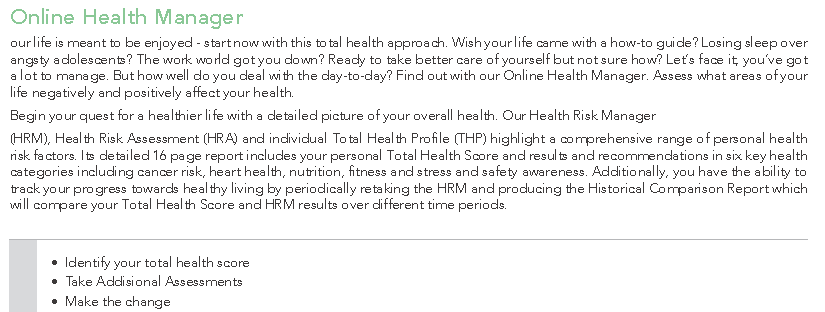 Online Health Manager
our life is meant to be enjoyed - start now with this total health approach. Wish your life came with a how-to guide? Losing sleep over
angsty adolescents? The work world got you down? Ready to take better care of yourself but not sure how? Let's face it, you've got
a lot to manage. But how well do you deal with the day-to-day? Find out with our Online Health Manager. Assess what areas of your
life negatively and positively affect your health.
Begin your quest for a healthier life with a detailed picture of your overall health. Our Health Risk Manager
(HRM), Health Risk Assessment (HRA) and individual Total Health Profile (THP) highlight a comprehensive range of personal health
risk factors. Its detailed 16 page report includes your personal Total Health Score and results and recommendations in six key health
categories including cancer risk, heart health, nutrition, fitness and stress and safety awareness. Additionally, you have the ability to
track your progress towards healthy living by periodically retaking the HRM and producing the Historical Comparison Report which
will compare your Total Health Score and HRM results over different time periods.
• Identify your total health score
• Take Addisional Assessments
• Make the change